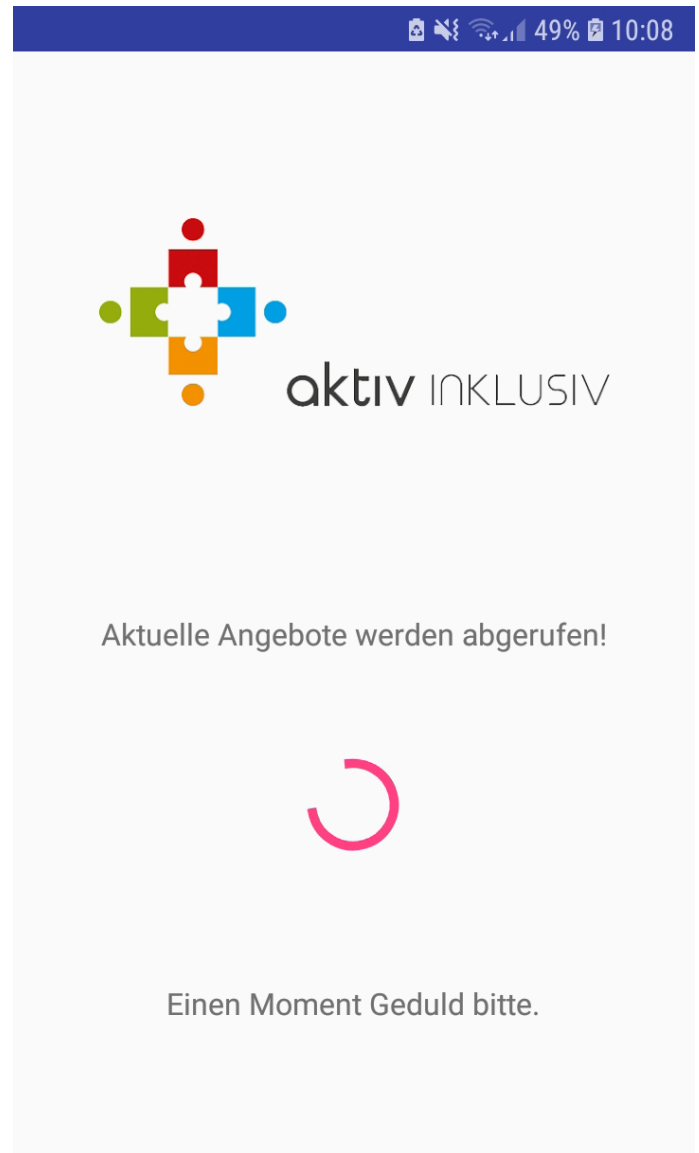 49% 10:08
aktiv INKLUSIV
Aktuelle Angebote werden abgerufen!
Einen Moment Geduld bitte.